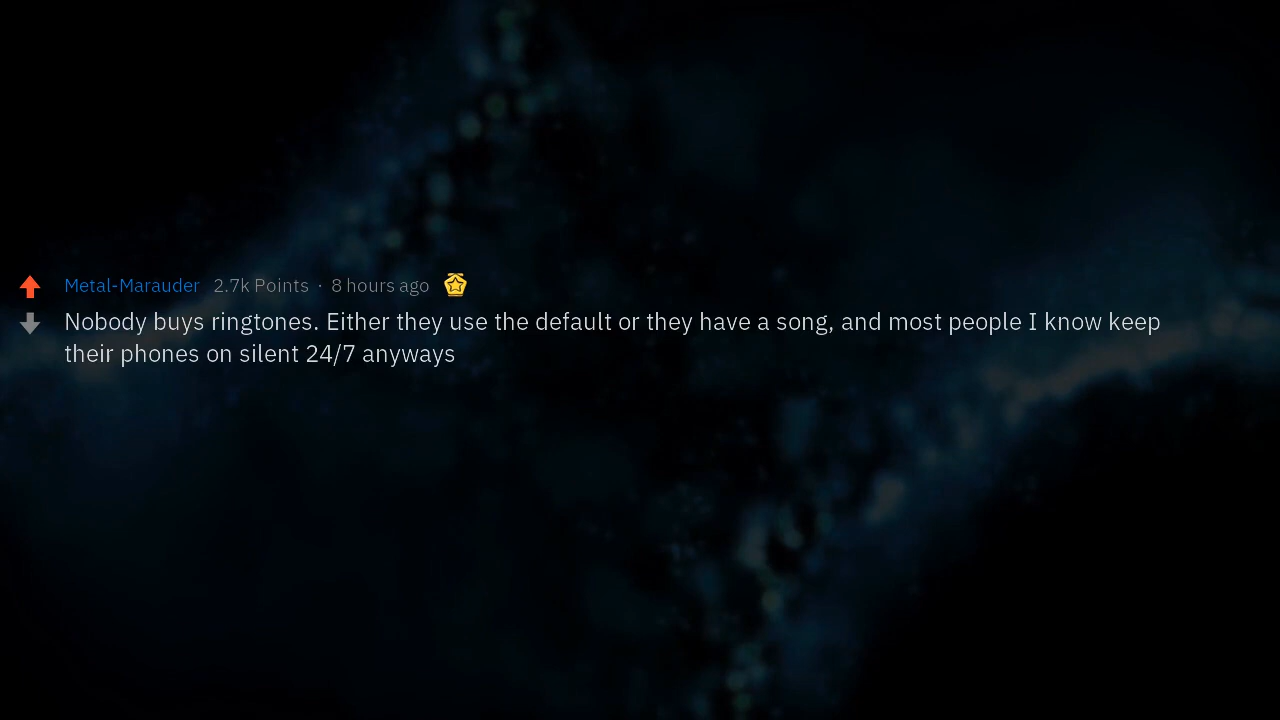 Metal-Marauder 2.7k Points · 8 hours ago
Nobody buys ringtones. Either they use the default or they have a song, and most people I know keep
their phones on silent 24/7 anyways